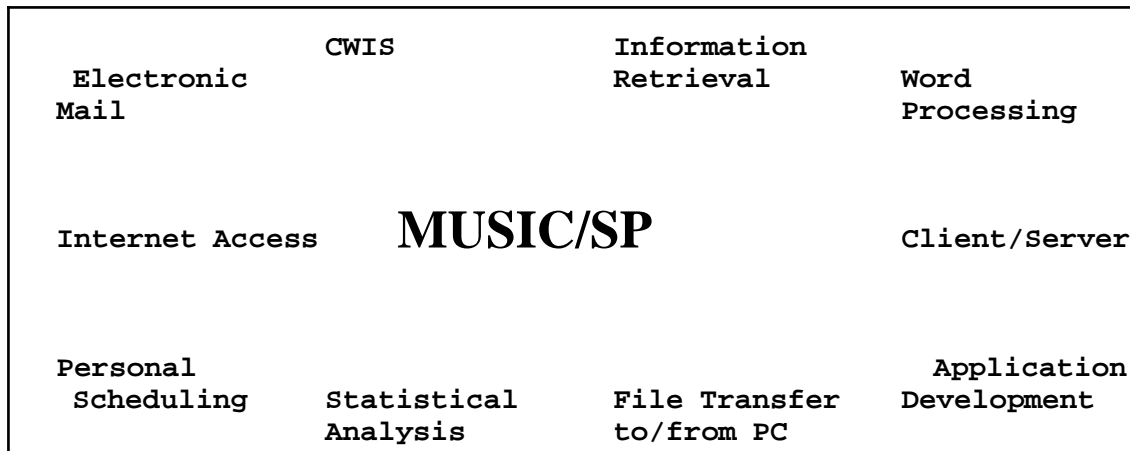 CWIS Information
Electronic Retrieval Word
Mail Processing
Internet Access MUSIC/SP Client/Server
Personal Application
Scheduling Statistical File Transfer Development
Analysis to/from PC